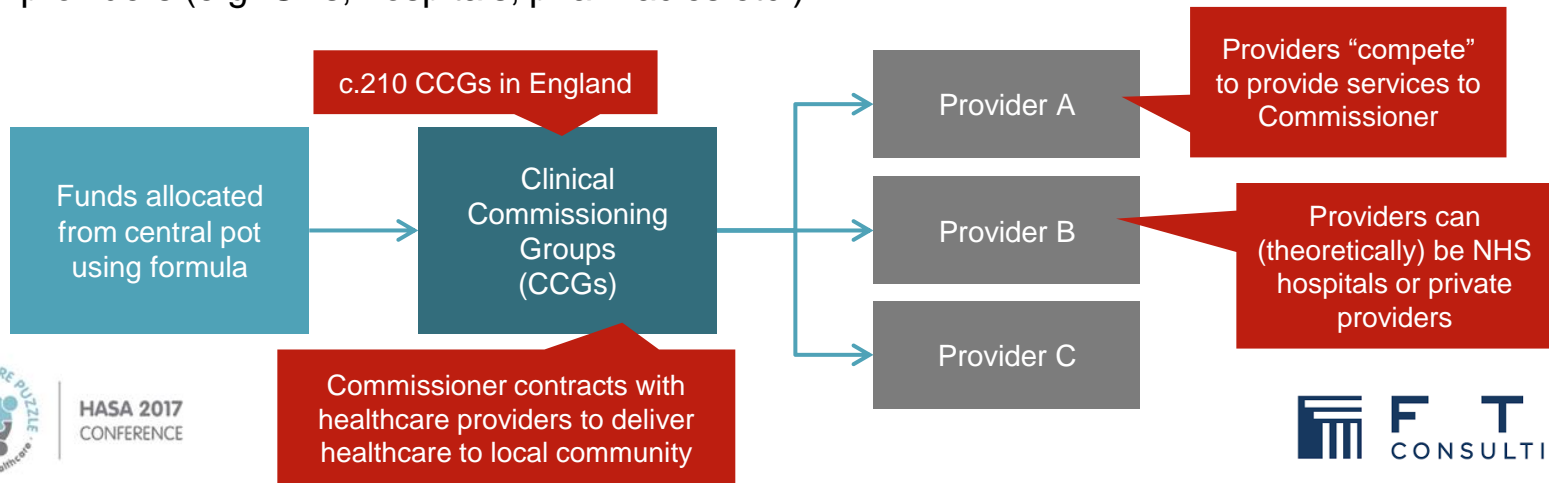 c.210 CCGs in England
Funds allocated
from central pot
using formula
Clinical
Commissioning
Groups
(CCGs)
Commissioner contracts with
healthcare providers to deliver
healthcare to local community
Provider A
Provider B
Provider C
Providers “compete”
to provide services to
Commissioner
Providers can
(theoretically) be NHS
hospitals or private
providers
PUZZLE
HASA 2017
CONFERENCE
F T
CONSULTI